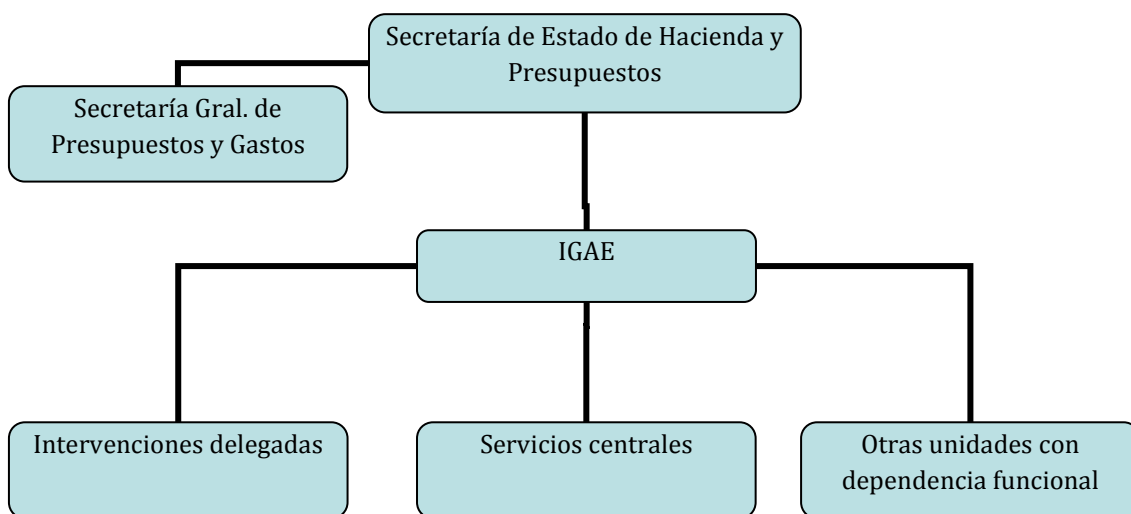 Secretaría de Estado de Hacienda y
Presupuestos
Secretaría Gral. de
Presupuestos y Gastos
IGAE
Intervenciones delegadas
Servicios centrales
Otras unidades con
dependencia funcional